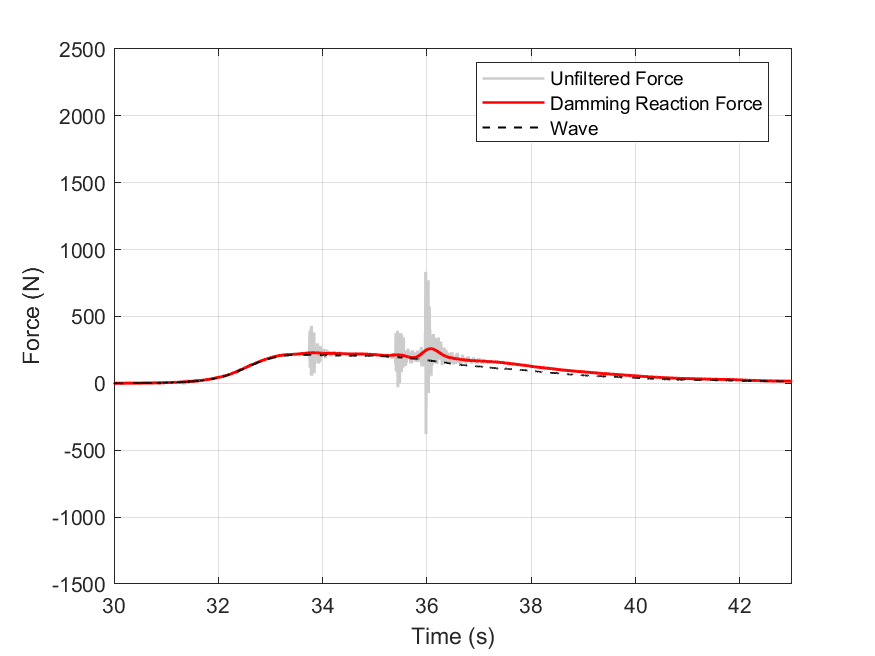 2500
2000
1500
1000
500
0
-500
-1000
-1500
30 32 34 36 38 40 42
Force (N)
Time (s)
Unfiltered Force
Damming Reaction Force
Wave